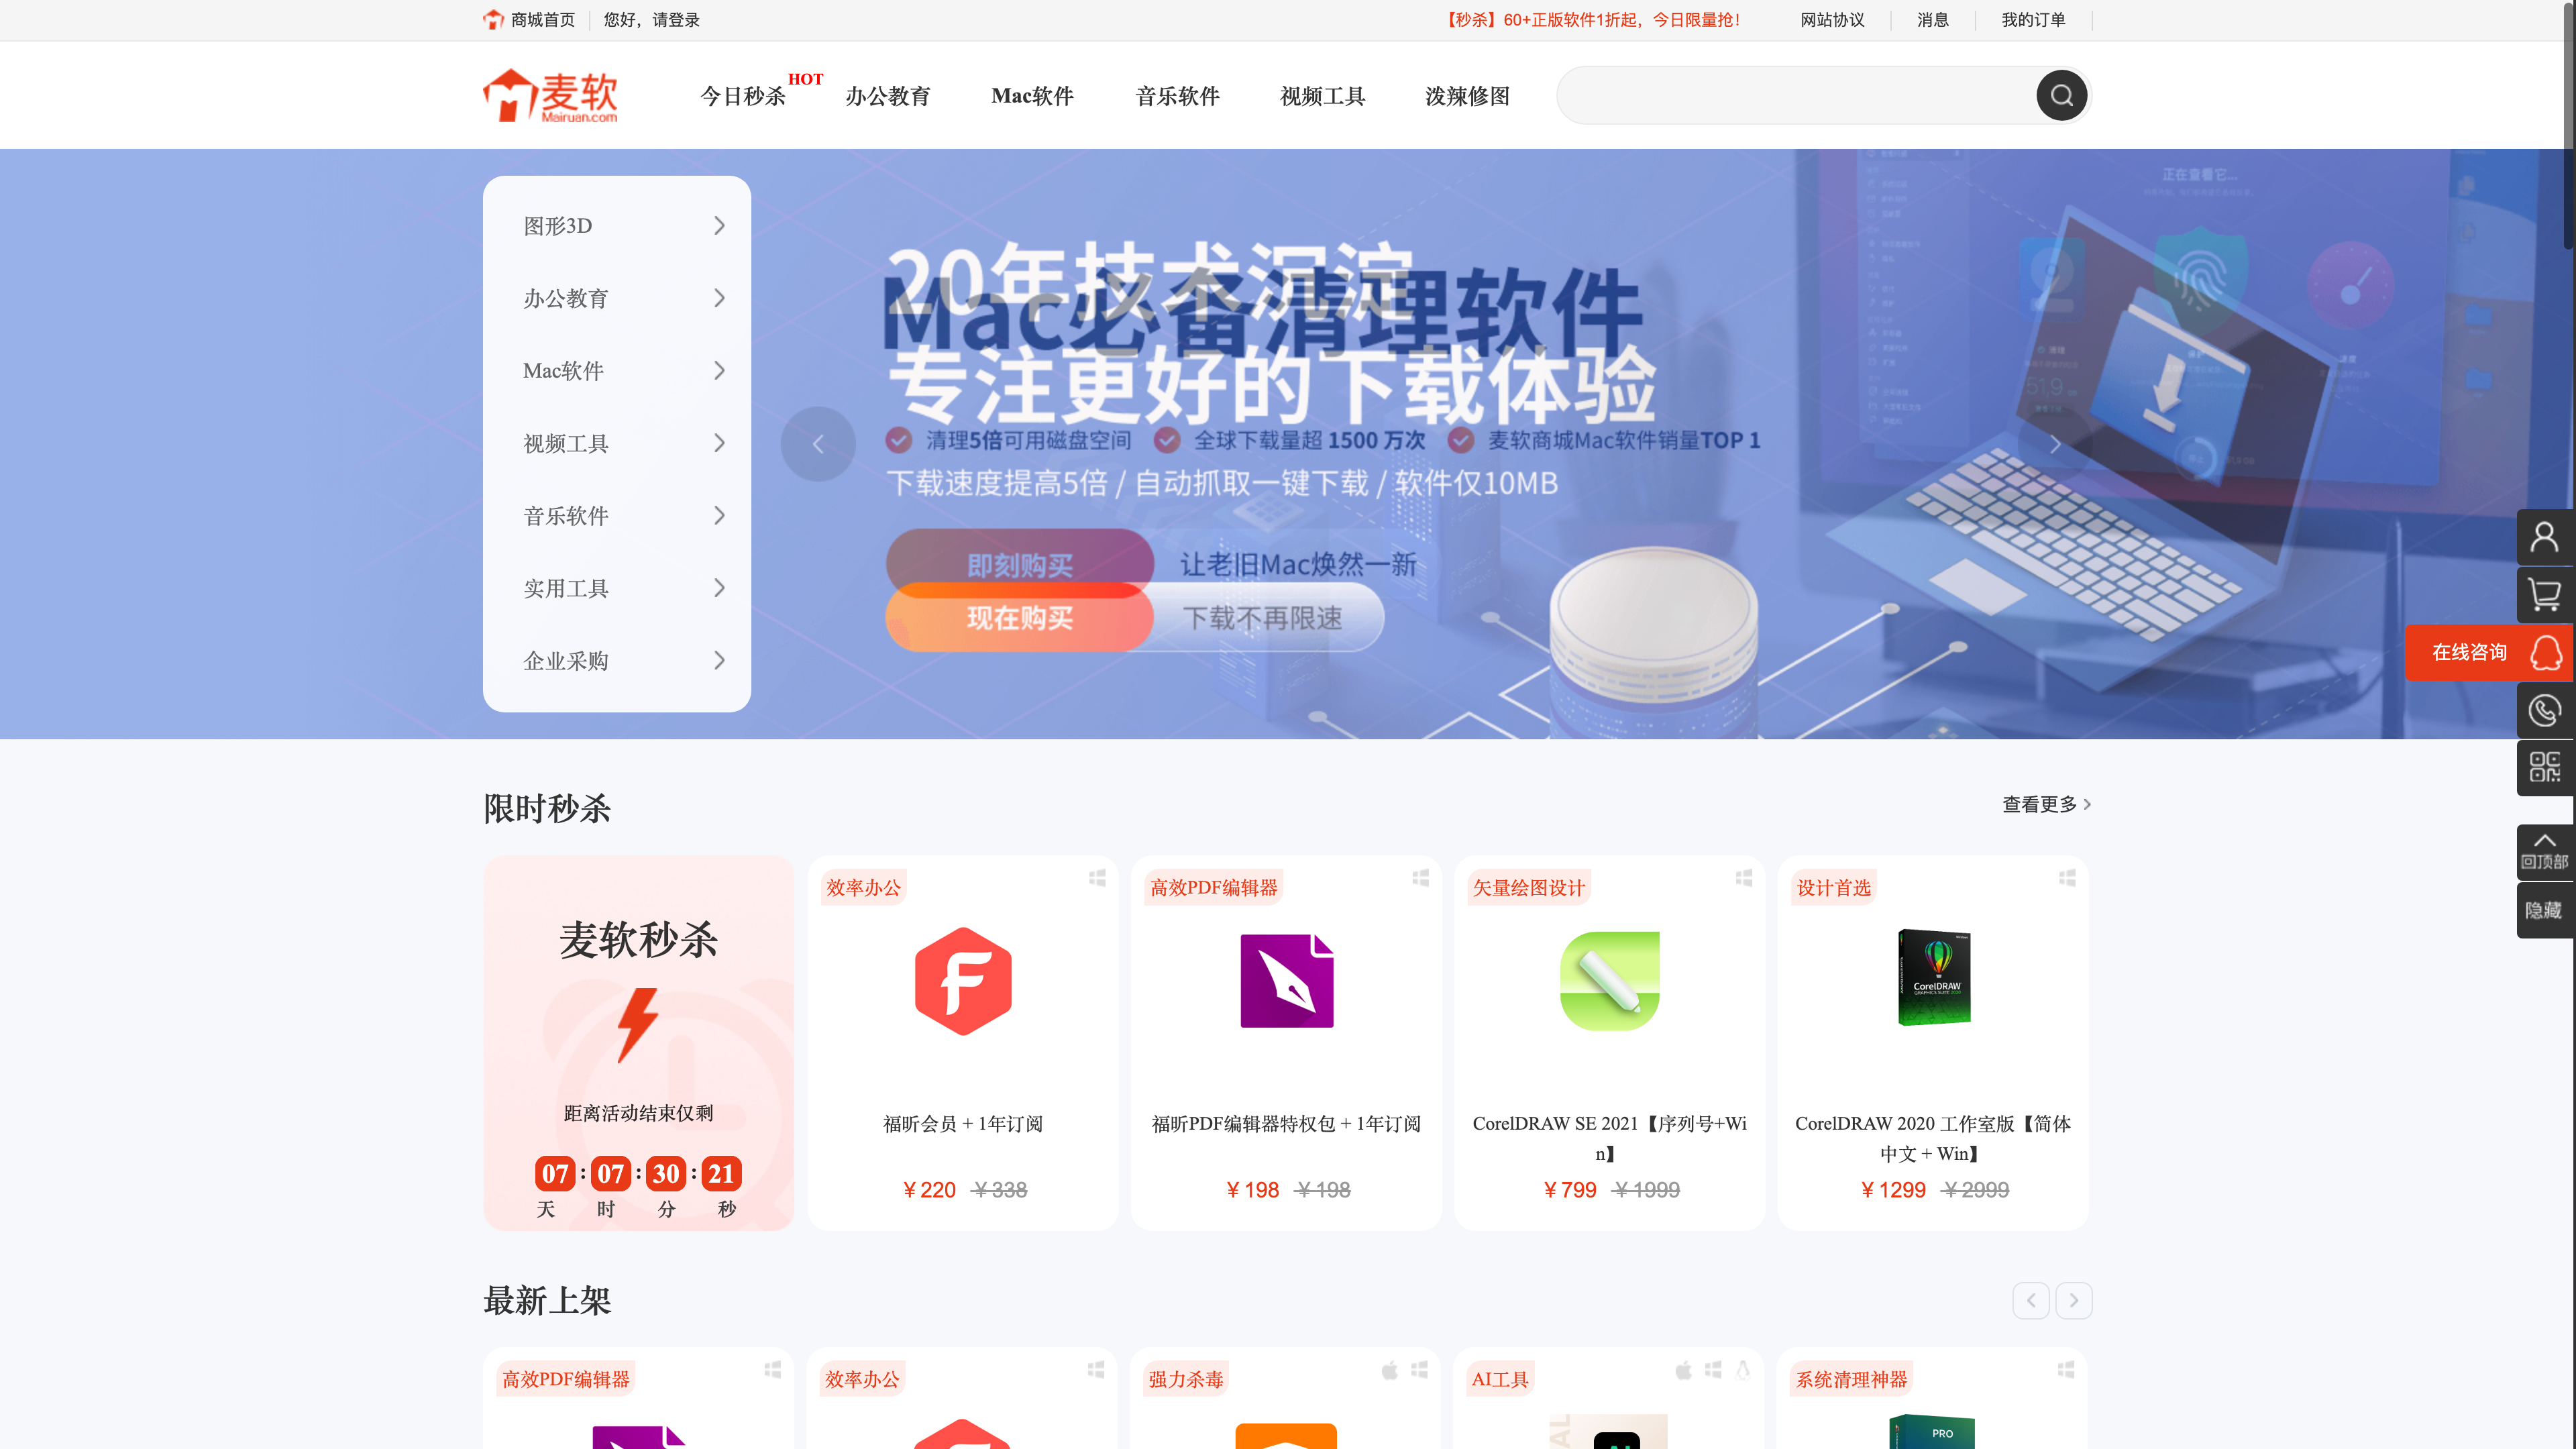 商城首页
您好，请登录
【秒杀】60+正版软件1折起，今日限量抢！
网站协议
消息
我的订单
麦软
Mairuan.com
今日秒杀
HOT
办公教育
Mac软件
音乐软件
视频工具
泼辣修图
图形3D
办公教育
Mac软件
视频工具
音乐软件
实用工具
企业采购
20年技术沉淀
Mac必备清理软件
专注更好的下载体验
清理5倍可用磁盘空间
全球下载量超 1500 万次
麦软商城Mac软件销量TOP 1
下载速度提高5倍 / 自动抓取一键下载 / 软件仅10MB
即刻购买
让老旧Mac焕然一新
现在购买
下载不再限速
正在查看它...
在线咨询
回顶部
隐藏
限时秒杀
查看更多
麦软秒杀
距离活动结束仅剩
07 : 07 : 30 : 21
天 时 分 秒
效率办公
福昕会员 + 1年订阅
¥ 220 ¥ 338
高效PDF编辑器
福昕PDF编辑器特权包 + 1年订阅
¥ 198 ¥ 198
矢量绘图设计
CorelDRAW SE 2021【序列号+Wi
n】
¥ 799 ¥ 1999
设计首选
CorelDRAW
CorelDRAW 2020 工作室版【简体
中文 + Win】
¥ 1299 ¥ 2999
最新上架
高效PDF编辑器
效率办公
强力杀毒
AI工具
系统清理神器
PRO